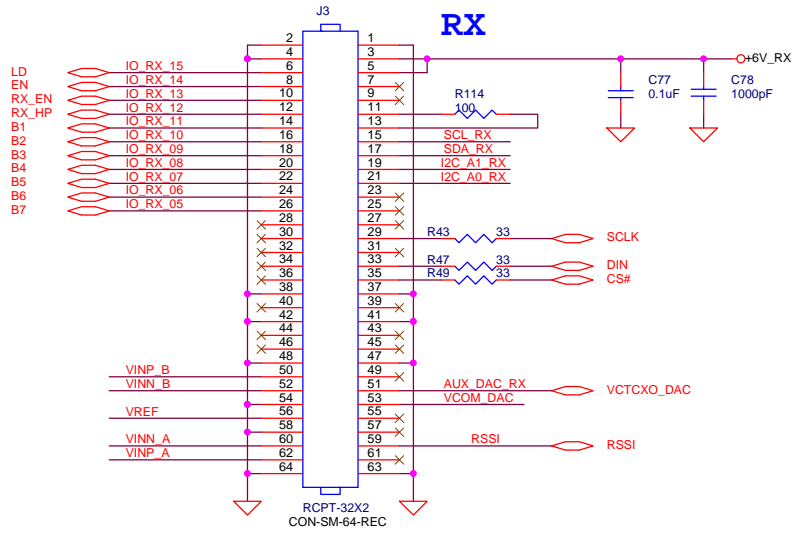 J3
RX
2 1
4 3 +6V_RX
LD IO_RX_15 6 5
EN IO_RX_14 8 7 C77 C78
RX_EN IO_RX_13 10 9 R114 0.1uF 1000pF
RX_HP IO_RX_12 12 11 100
B1 IO_RX_11 14 13
B2 IO_RX_10 16 15 SCL_RX
B3 IO_RX_09 18 17 SDA_RX
B4 IO_RX_08 20 19 I2C_A1_RX
B5 IO_RX_07 22 21 I2C_A0_RX
B6 IO_RX_06 24 23
B7 IO_RX_05 26 25
28 27
30 29 R43 33 SCLK
32 31
34 33 R47 33 DIN
36 35 R49 33 CS#
38 37
40 39
42 41
44 43
46 45
48 47
VINP_B 50 49
VINN_B 52 51 AUX_DAC_RX VCTCXO_DAC
54 53 VCOM_DAC
VREF 56 55
58 57
VINN_A 60 59 RSSI RSSI
VINP_A 62 61
64 63
RCPT-32X2
CON-SM-64-REC